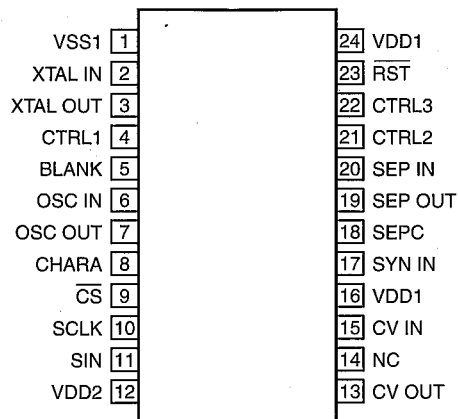 VSS1 1 24 VDD1
XTAL IN 2 23 RST
XTAL OUT 3 22 CTRL3
CTRL1 4 21 CTRL2
BLANK 5 20 SEP IN
OSC IN 6 19 SEP OUT
OSC OUT 7 18 SEPC
CHARA 8 17 SYN IN
CS 9 16 VDD1
SCLK 10 15 CV IN
SIN 11 14 NC
VDD2 12 13 CV OUT